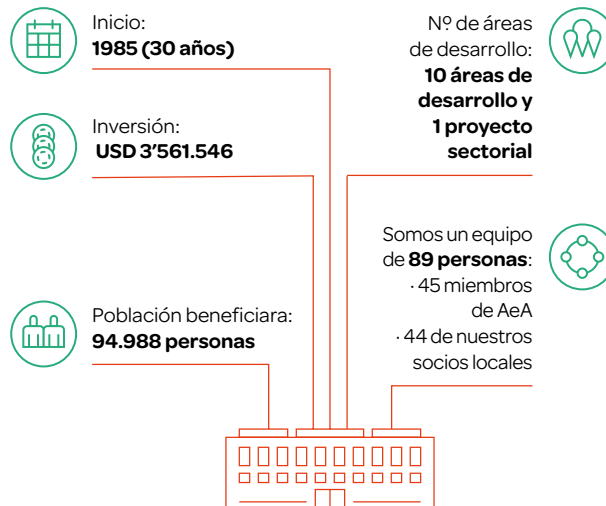 Inicio:
1985 (30 años)
Inversión:
USD 3’561.546
Población beneficiara:
94.988 personas
Nº de áreas
de desarrollo:
10 áreas de
desarrollo y
1 proyecto
sectorial
Somos un equipo
de 89 personas:
· 45 miembros
de AeA
· 44 de nuestros
socios locales